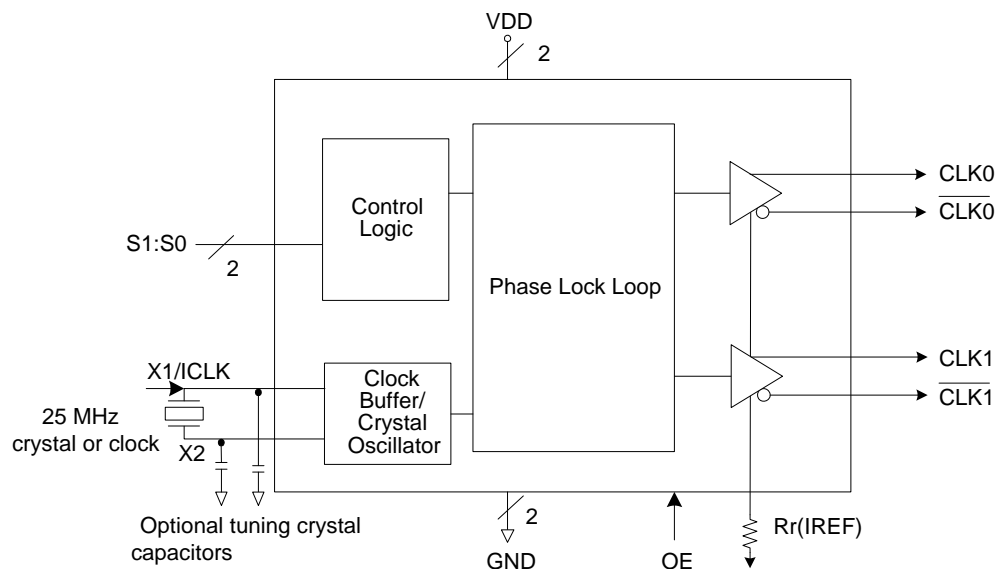 VDD
2
Control
Logic
S1:S0
2
Phase Lock Loop
CLK0
CLK0
X1/ICLK
25 MHz
crystal or clock
X2
Clock
Buffer/
Crystal
Oscillator
CLK1
CLK1
Optional tuning crystal
capacitors
2
GND
OE
Rr(IREF)